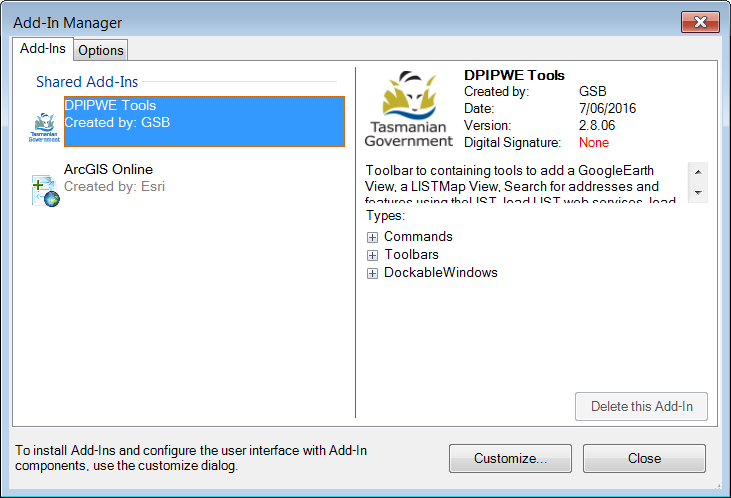 Add-In Manager
Add-Ins
Options
Shared Add-Ins
DPIPWE Tools
Created by: GSB
ArcGIS Online
Created by: Esri
Tasmanian
Government
Tasmanian
Government
DPIPWE Tools
Created by: GSB
Date: 7/06/2016
Version: 2.8.06
Digital Signature: None
Toolbar to containing tools to add a GoogleEarth
View, a LISTMap View, Search for addresses and
features using theLIST, load LIST web services, load
Types:
Commands
Toolbars
DockableWindows
Delete this Add-In
To install Add-Ins and configure the user interface with Add-In
components, use the customize dialog.
Customize...
Close